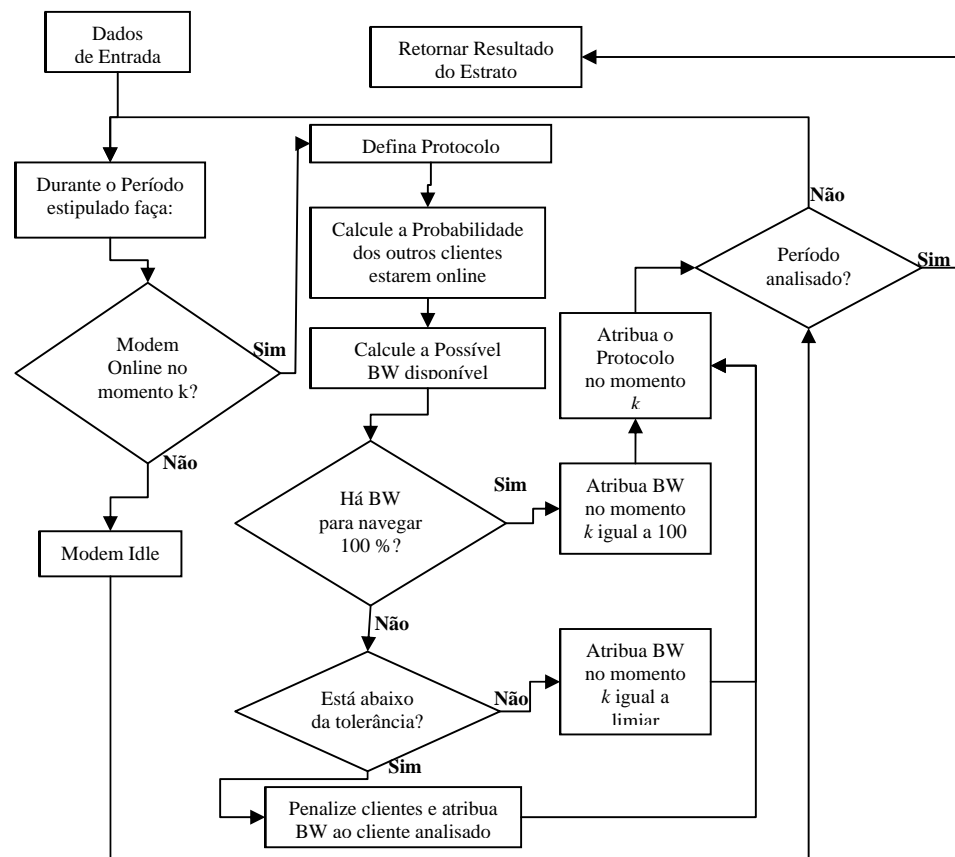 Dados
de Entrada
Retornar Resultado
do Estrato
Durante o Período
estipulado faça:
Defina Protocolo
Calcule a Probabilidade
dos outros clientes
estarem online
Calcule a Possível
BW disponível
Modem
Online no
momento k?
Sim
Não
Modem Idle
Há BW
para navegar
100 %?
Sim
Não
Atribua BW
no momento
k igual a 100
Atribua o
Protocolo
no momento
k
Período
analisado?
Não
Sim
Está abaixo
da tolerância?
Não
Sim
Atribua BW
no momento
k igual a
limiar
Penalize clientes e atribua
BW ao cliente analisado